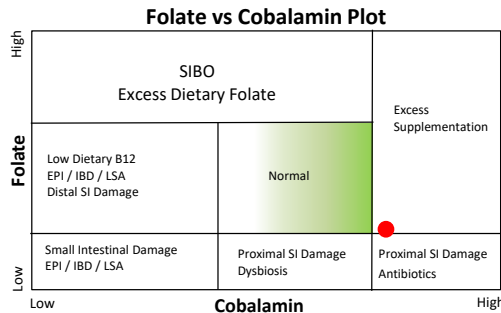 Folate vs Cobalamin Plot
High
SIBO
Excess Dietary Folate
Excess
Supplementation
Folate
Low Dietary B12
EPI / IBD / LSA
Distal SI Damage
Normal
Small Intestinal Damage
EPI / IBD / LSA
Proximal SI Damage
Dysbiosis
Proximal SI Damage
Antibiotics
Low
Low
Cobalamin
High